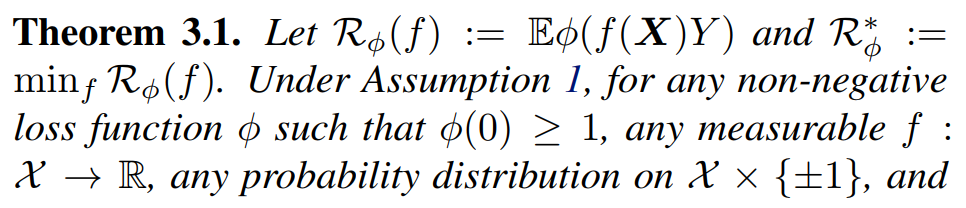 Theorem 3.1. Let $\mathcal{R}_\phi(f) := \mathbb{E}\phi(f(\boldsymbol{X})Y)$ and $\mathcal{R}_\phi^* :=$
$\min_f \mathcal{R}_\phi(f)$. Under Assumption 1, for any non-negative
loss function $\phi$ such that $\phi(0) \geq 1$, any measurable $f :$
$\mathcal{X} \to \mathbb{R}$, any probability distribution on $\mathcal{X} \times \{\pm 1\}$, and